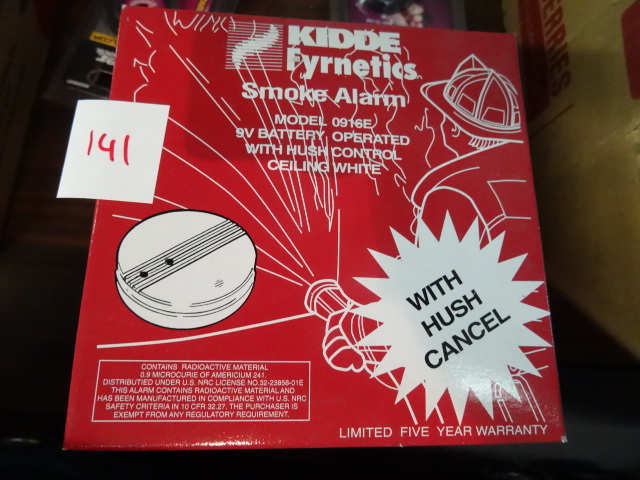 WING
KIDDE
Fyrnetics
Smoke Alarm
MODEL 0916E
9V BATTERY OPERATED
WITH HUSH CONTROL
CEILING WHITE
141
WITH
HUSH
CANCEL
CONTAINS RADIOACTIVE MATERIAL
0.9 MICROCURIE OF AMERICIUM 241.
DISTRIBUTIED UNDER U.S. NRC LICENSE NO.32-23858-01E
THIS ALARM CONTAINS RADIOACTIVE MATERIAL AND
HAS BEEN MANUFACTURED IN COMPLIANCE WITH U.S. NRC
SAFETY CRITERIA IN 10 CFR 32.27. THE PURCHASER IS
EXEMPT FROM ANY REGULATORY REQUIREMENT.
LIMITED FIVE YEAR WARRANTY
BERRIES